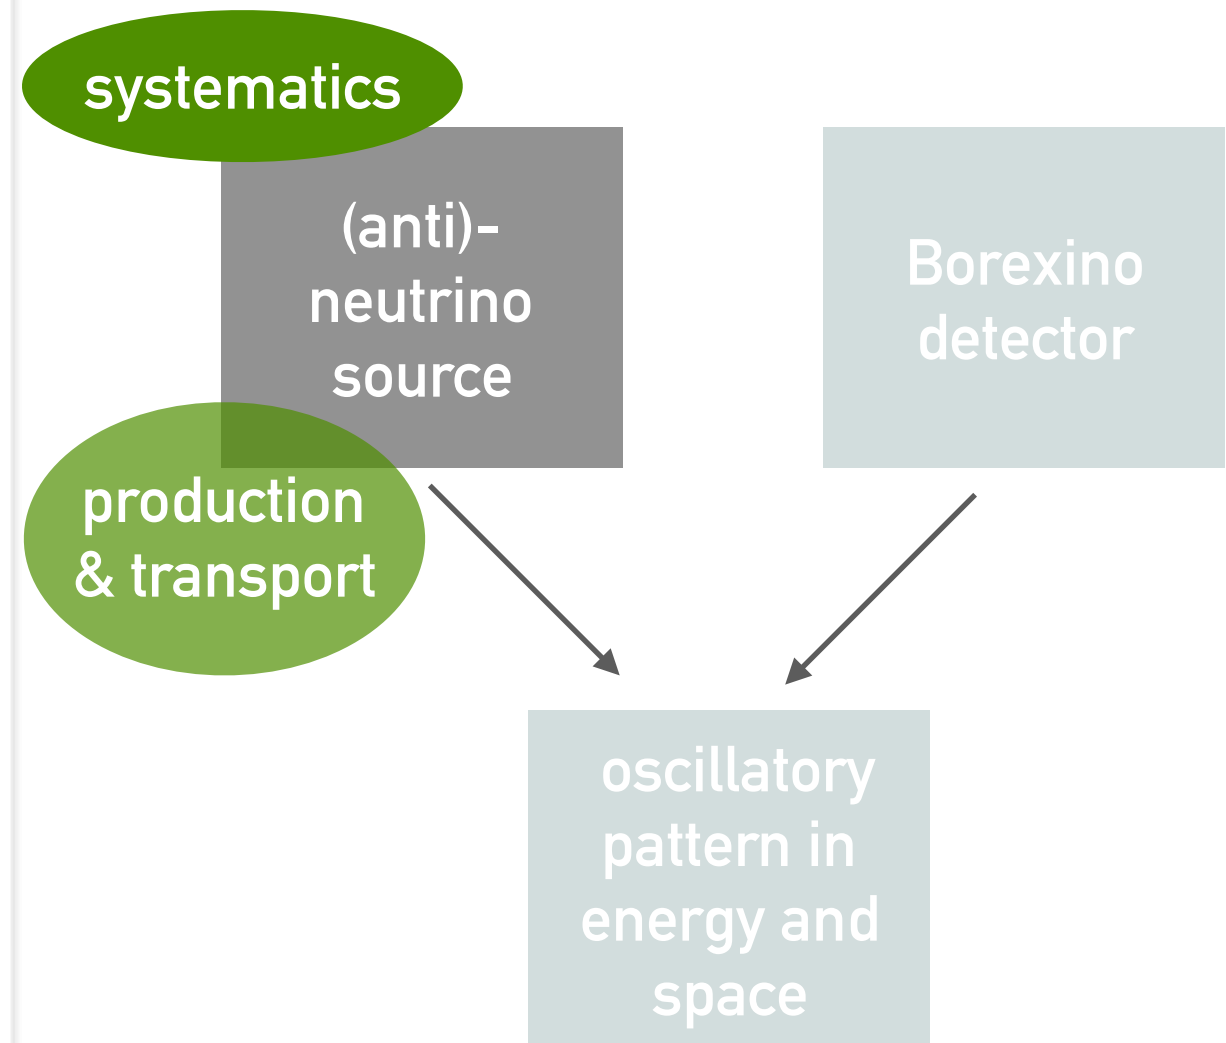 systematics
(anti)-
neutrino
source
Borexino
detector
production
& transport
oscillatory
pattern in
energy and
space